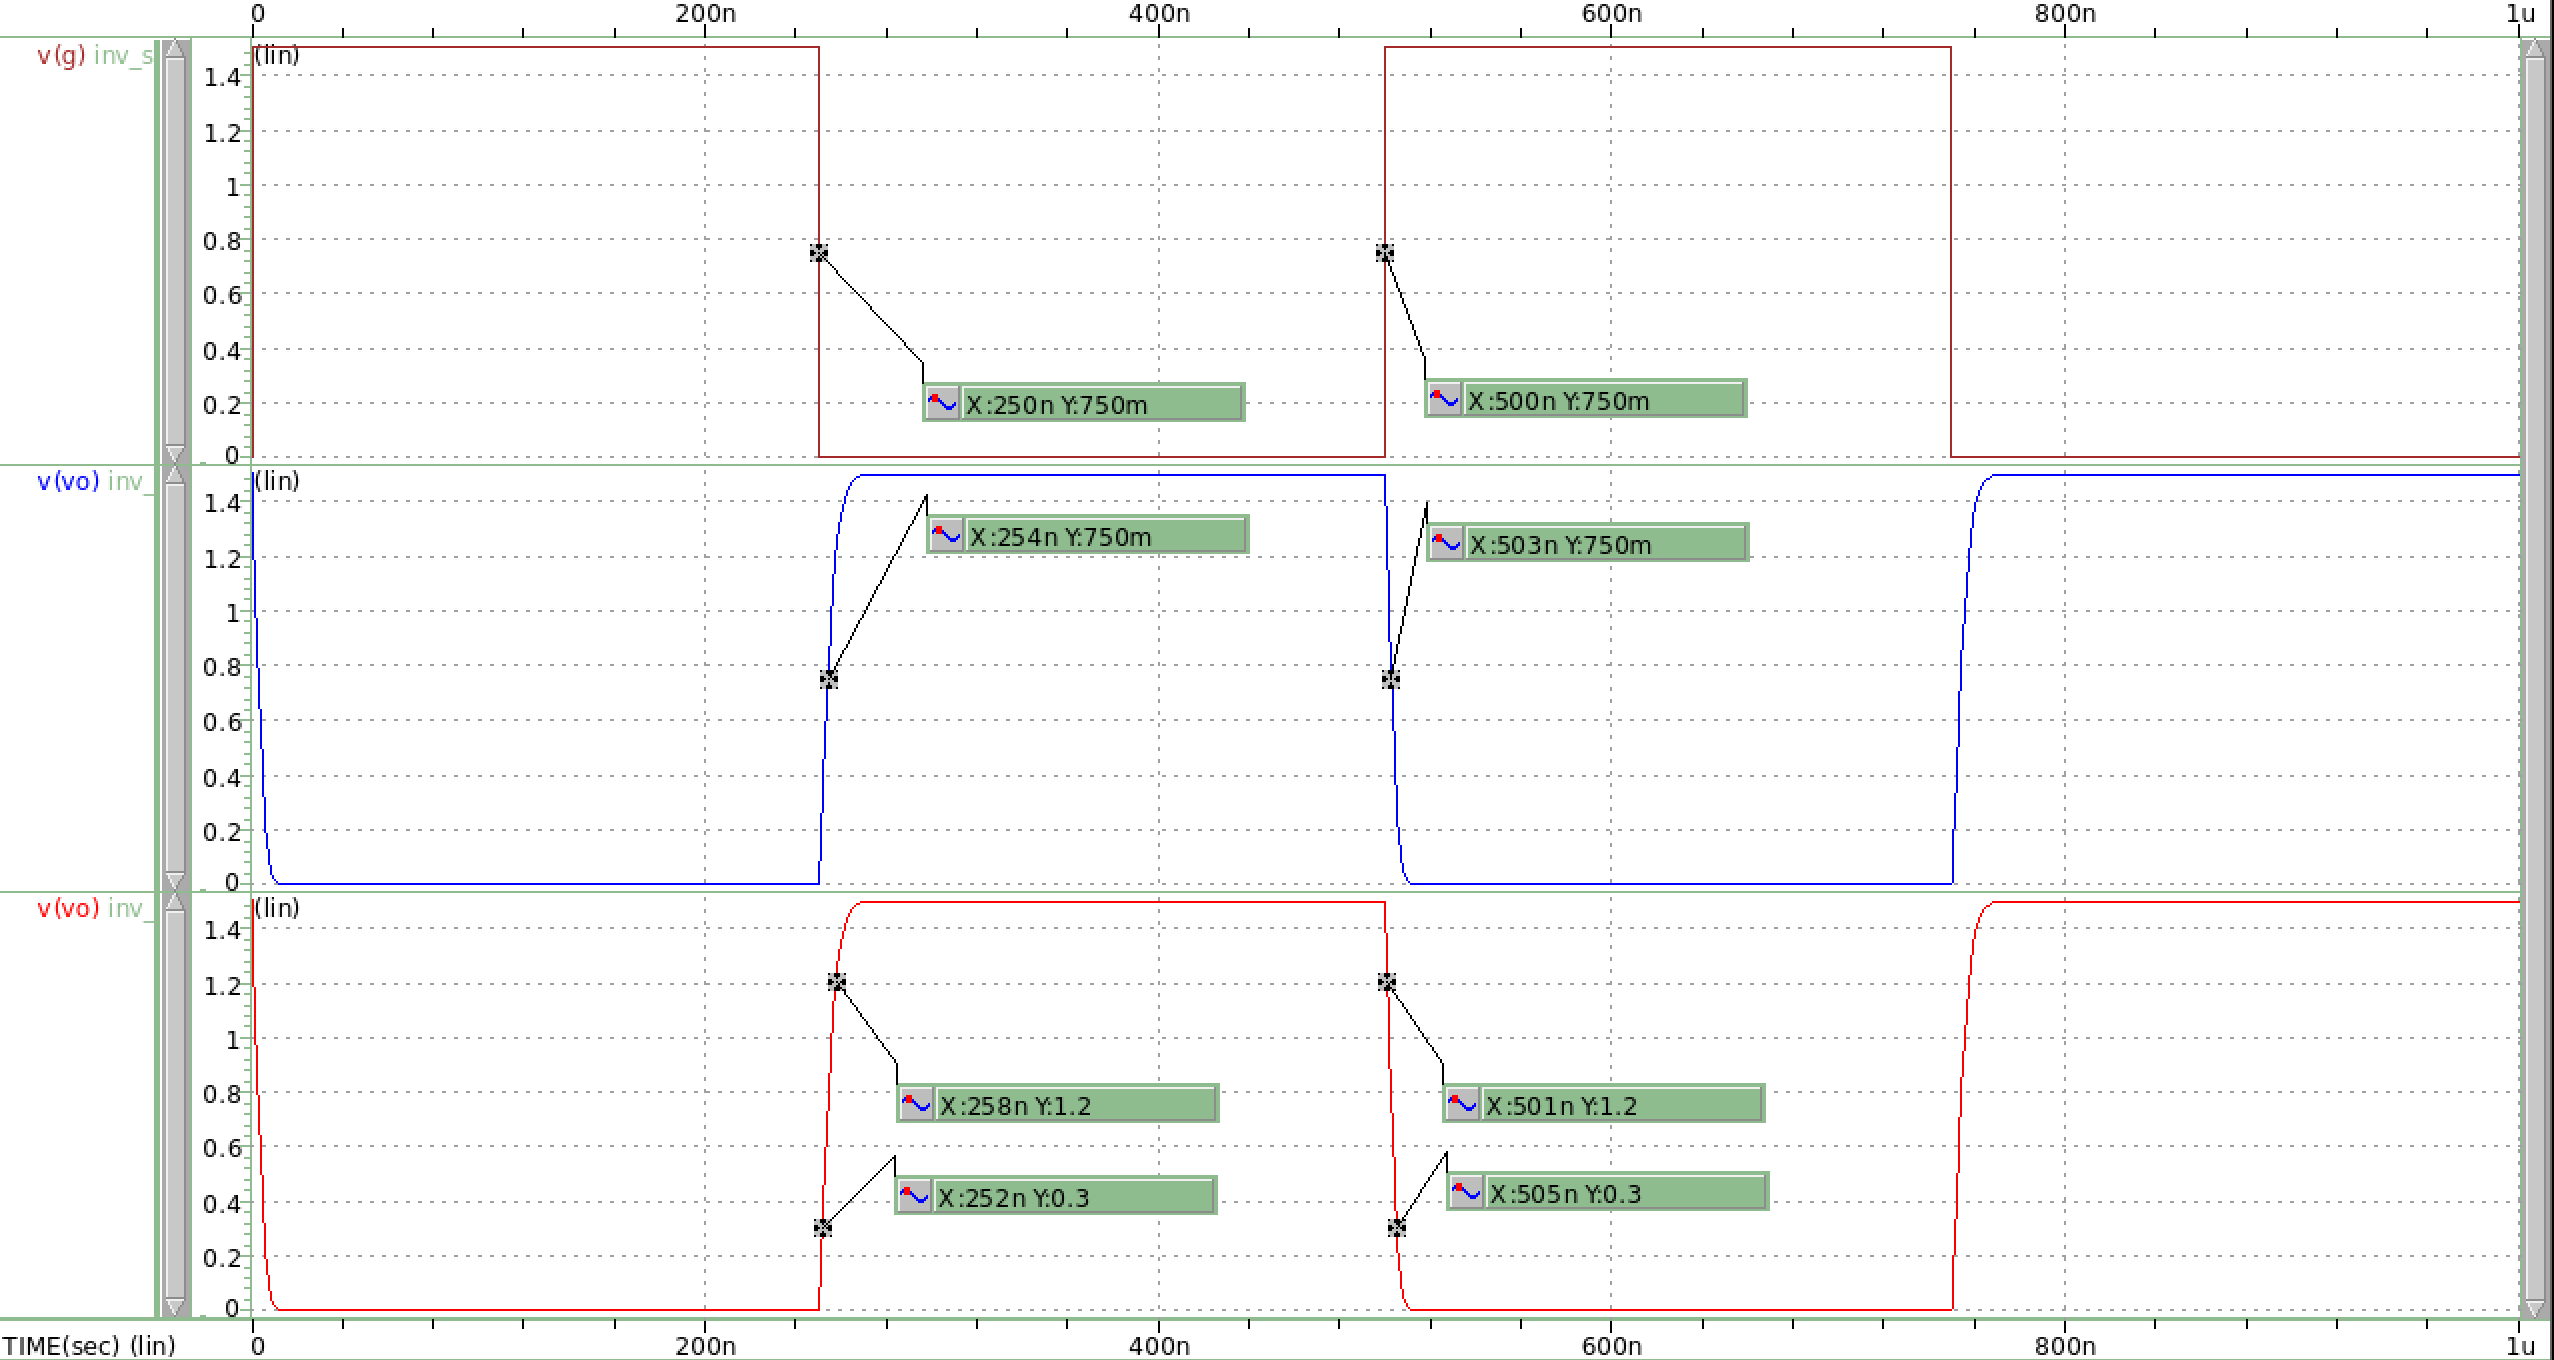 0 200n 400n 600n 800n 1u
v(g) inv_s (lin)
1.4
1.2
1
0.8
0.6
0.4
0.2
0
X:250n Y:750m
X:500n Y:750m
v(vo) inv_ (lin)
1.4
1.2
1
0.8
0.6
0.4
0.2
0
X:254n Y:750m
X:503n Y:750m
v(vo) inv_ (lin)
1.4
1.2
1
0.8
0.6
0.4
0.2
0
X:258n Y:1.2
X:501n Y:1.2
X:252n Y:0.3
X:505n Y:0.3
TIME(sec) (lin) 0 200n 400n 600n 800n 1u